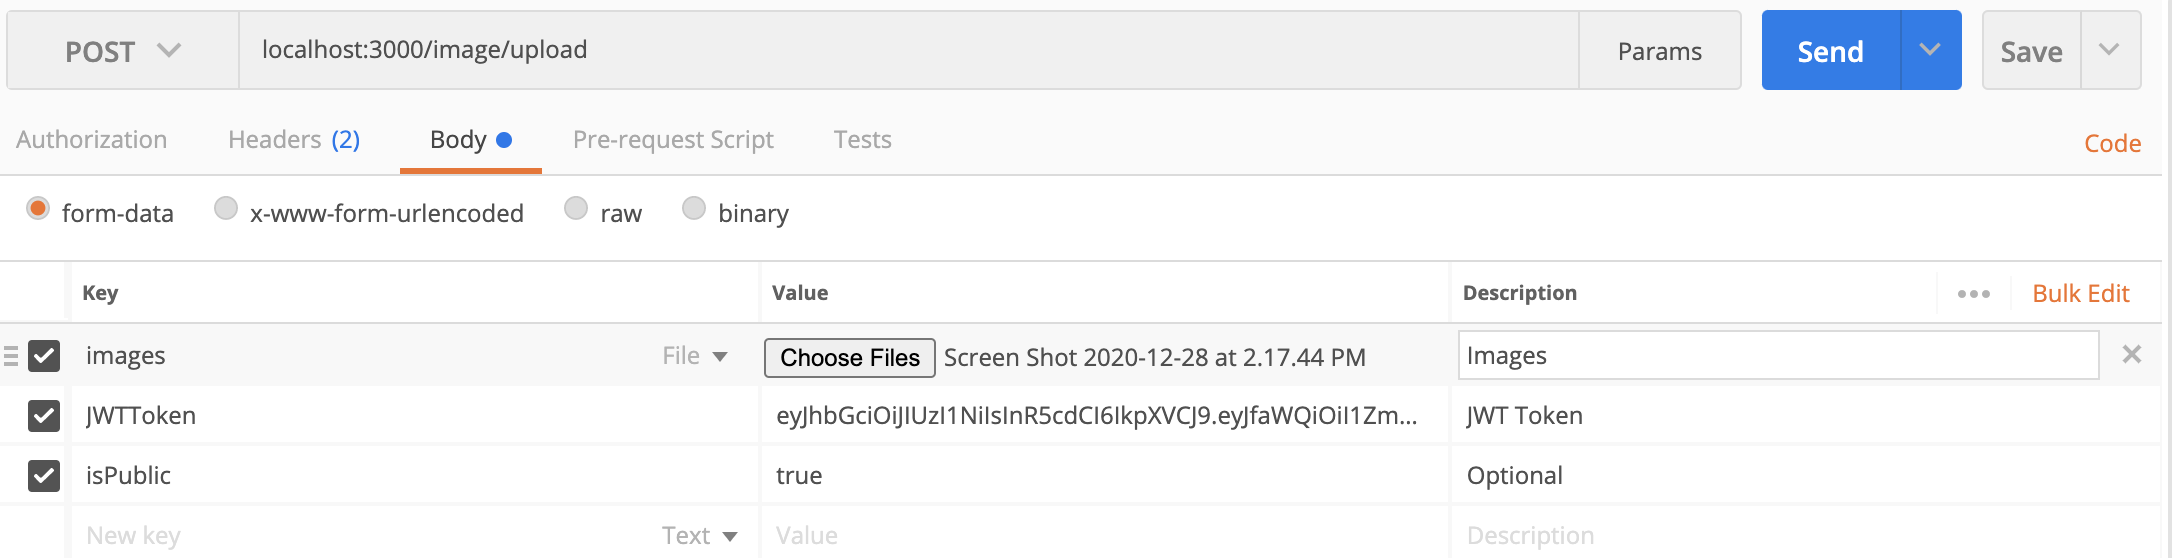 POST localhost:3000/image/upload Params Send Save
Authorization Headers (2) Body Pre-request Script Tests Code
form-data x-www-form-urlencoded raw binary
Key Value Description ••• Bulk Edit
images File Choose Files Screen Shot 2020-12-28 at 2.17.44 PM Images
JWTToken eyJhbGciOiJIUzI1NiIsInR5cdCI6IkpXVCJ9.eyJfaWQiOiI1Zm... JWT Token
isPublic true Optional
New key Text Value Description